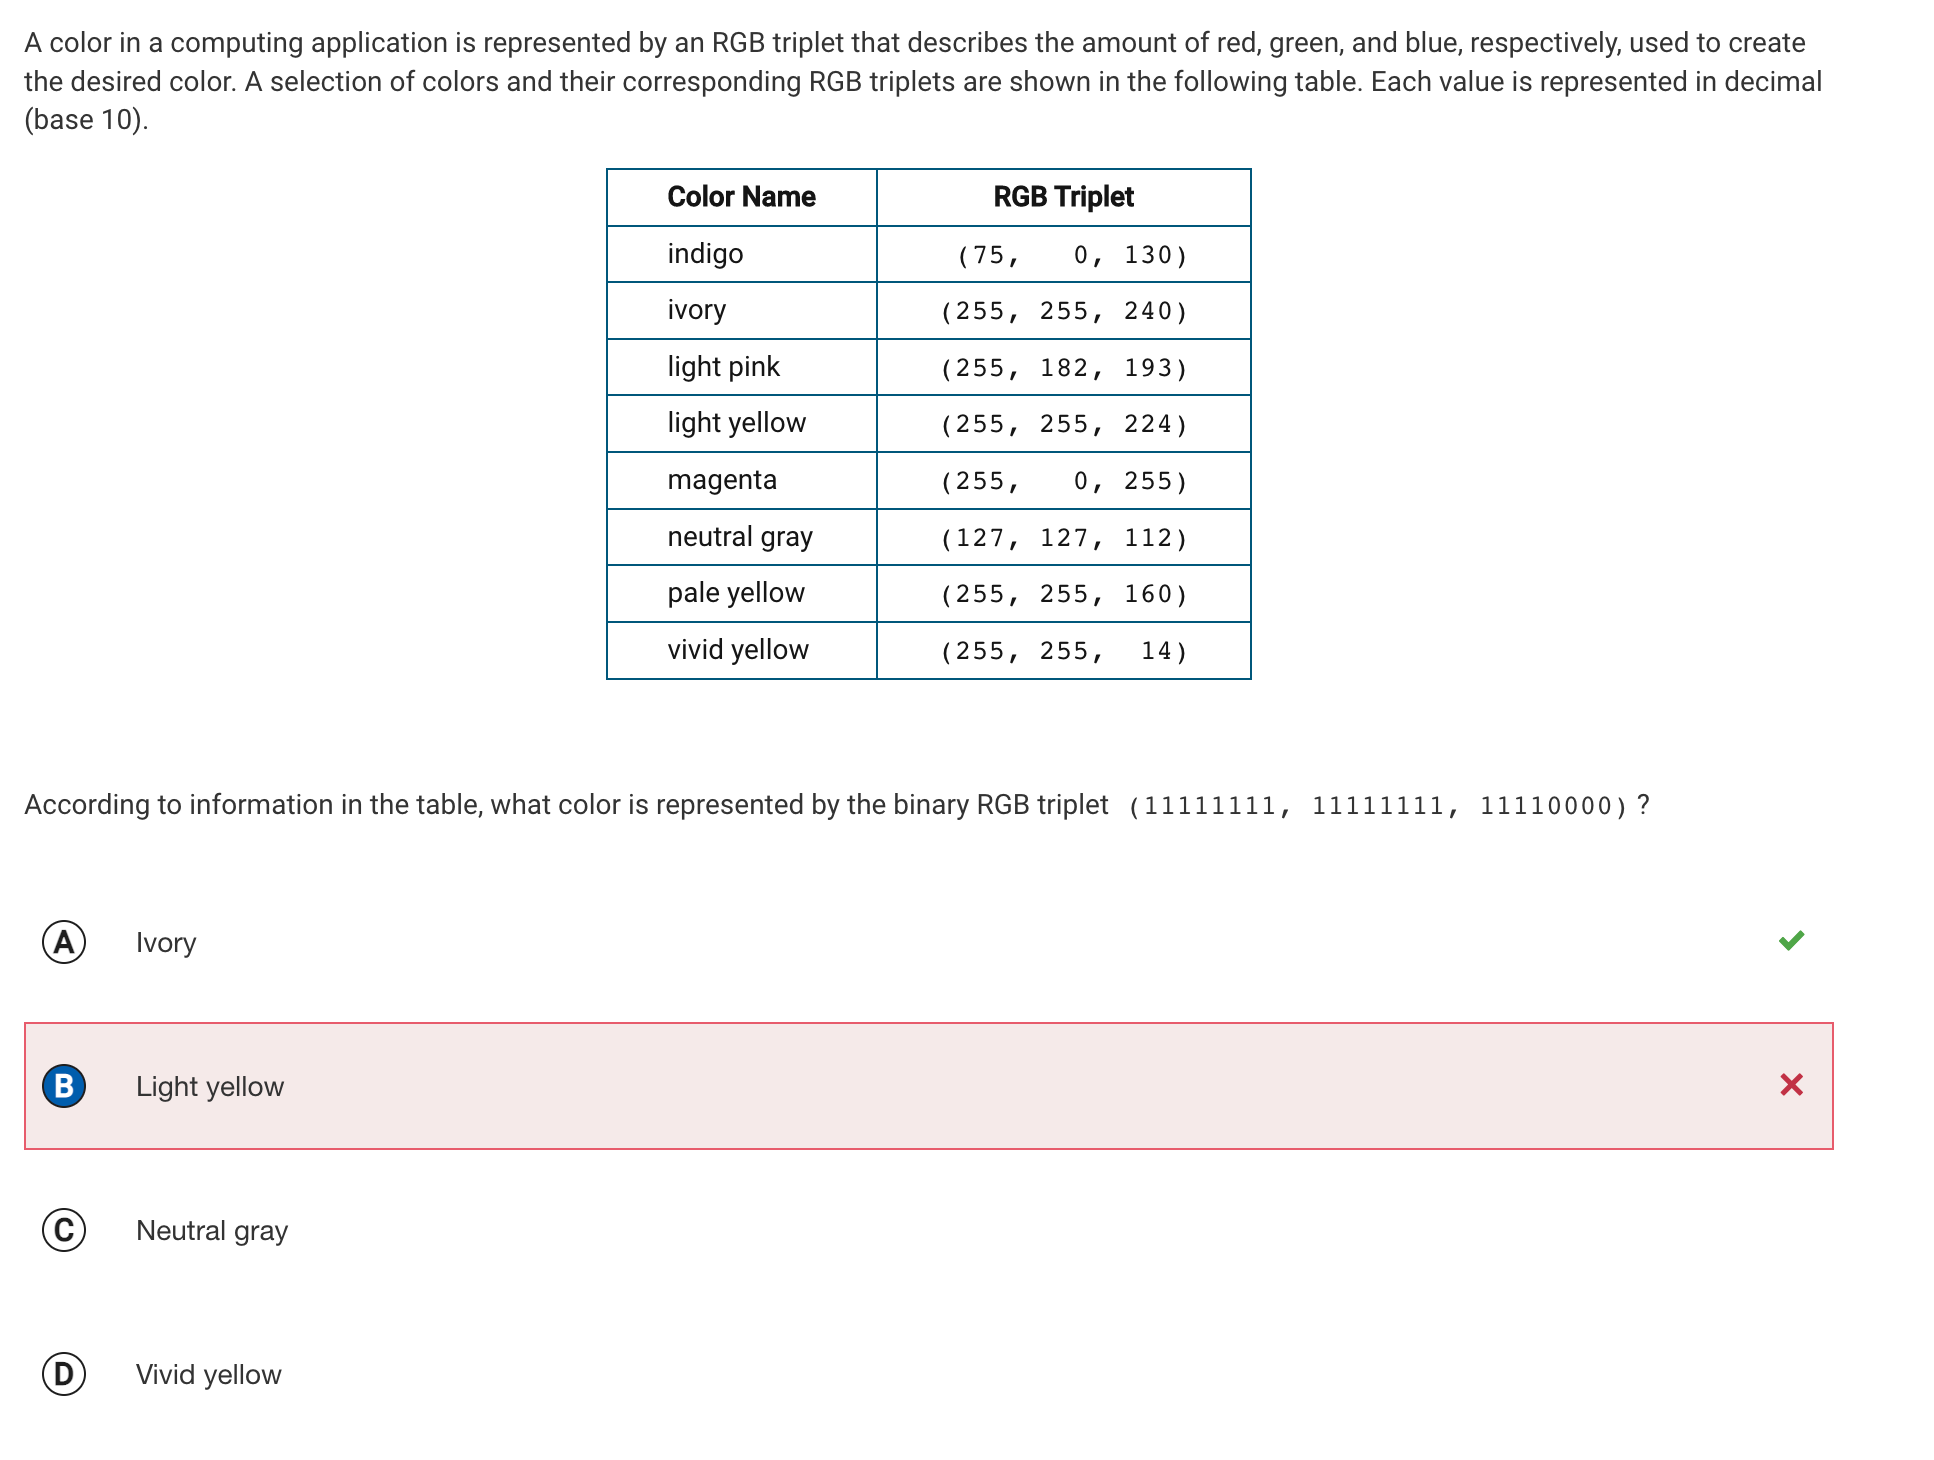 A color in a computing application is represented by an RGB triplet that describes the amount of red, green, and blue, respectively, used to create
the desired color. A selection of colors and their corresponding RGB triplets are shown in the following table. Each value is represented in decimal
(base 10).
Color Name RGB Triplet
indigo (75, 0, 130)
ivory (255, 255, 240)
light pink (255, 182, 193)
light yellow (255, 255, 224)
magenta (255, 0, 255)
neutral gray (127, 127, 112)
pale yellow (255, 255, 160)
vivid yellow (255, 255, 14)
According to information in the table, what color is represented by the binary RGB triplet (11111111, 11111111, 11110000) ?
A Ivory
B Light yellow
C Neutral gray
D Vivid yellow